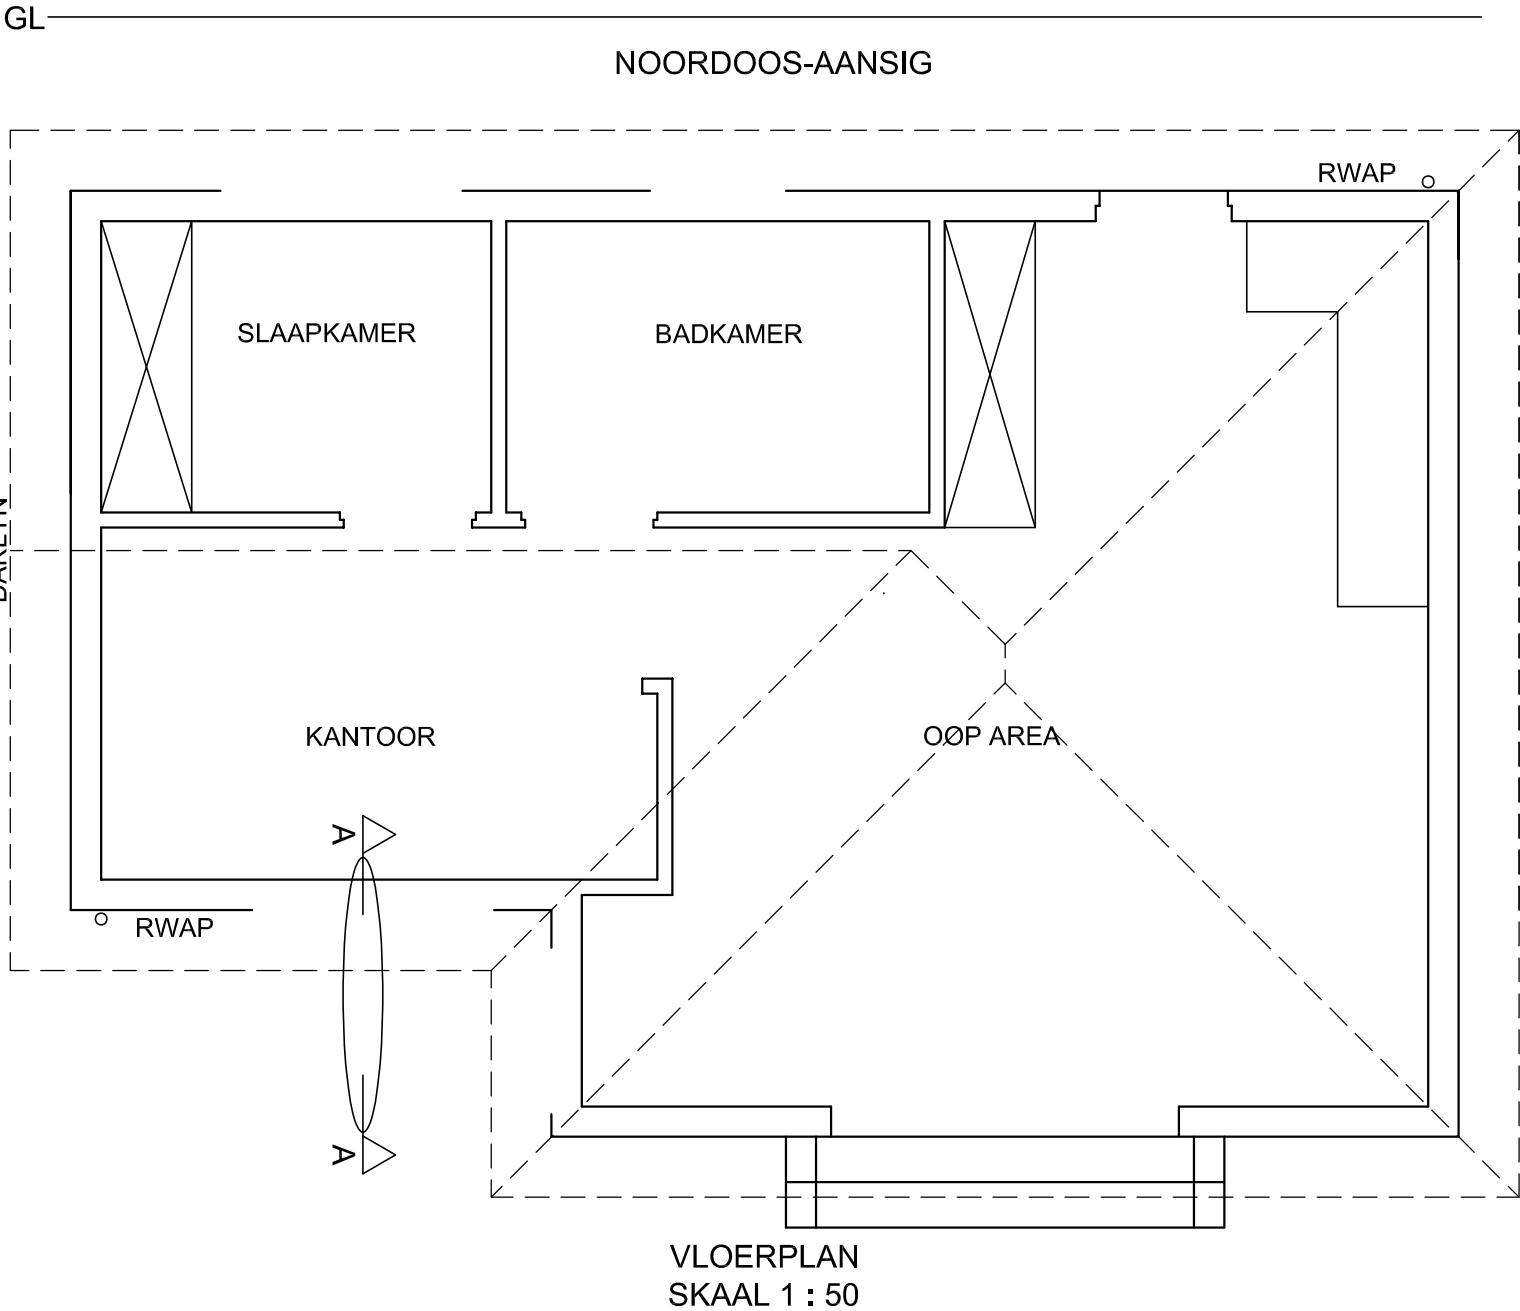 GL
NOORDOOS-AANSIG
RWAP
SLAAPKAMER
BADKAMER
KANTOOR
OOP AREA
A
RWAP
A
VLOERPLAN
SKAAL 1 : 50